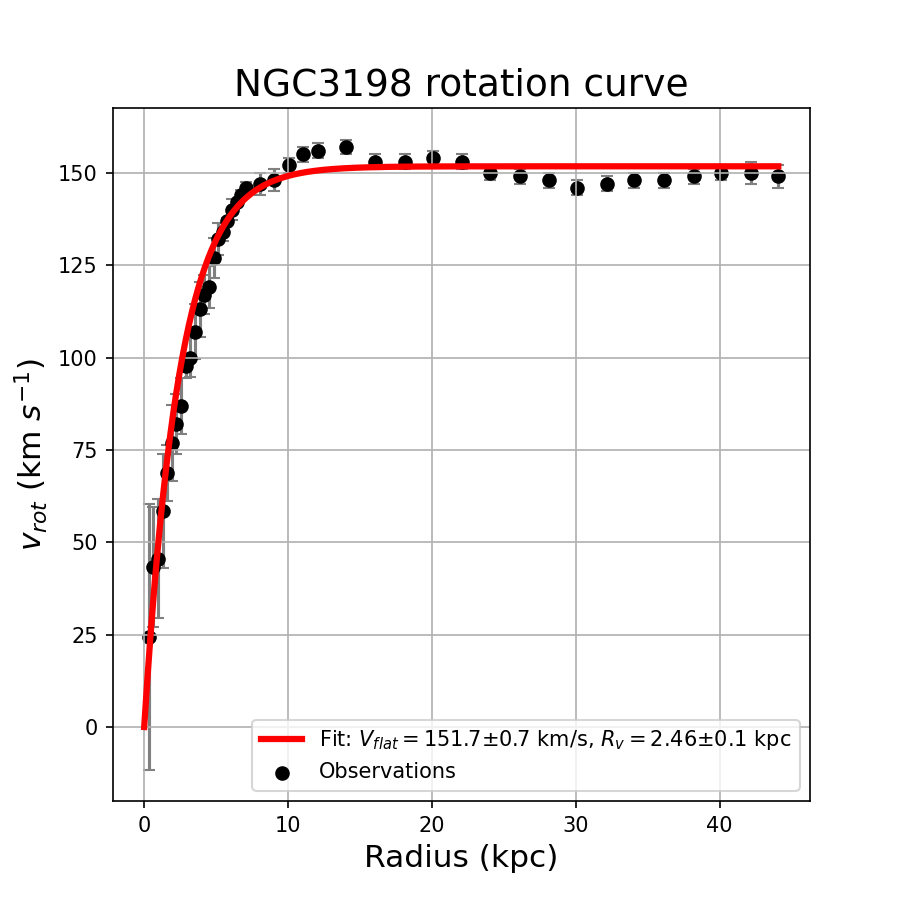 NGC3198 rotation curve
150
125
100
75
50
25
0
v_rot (km s⁻¹)
Fit: V_flat = 151.7±0.7 km/s, R_v = 2.46±0.1 kpc
Observations
0 10 20 30 40
Radius (kpc)